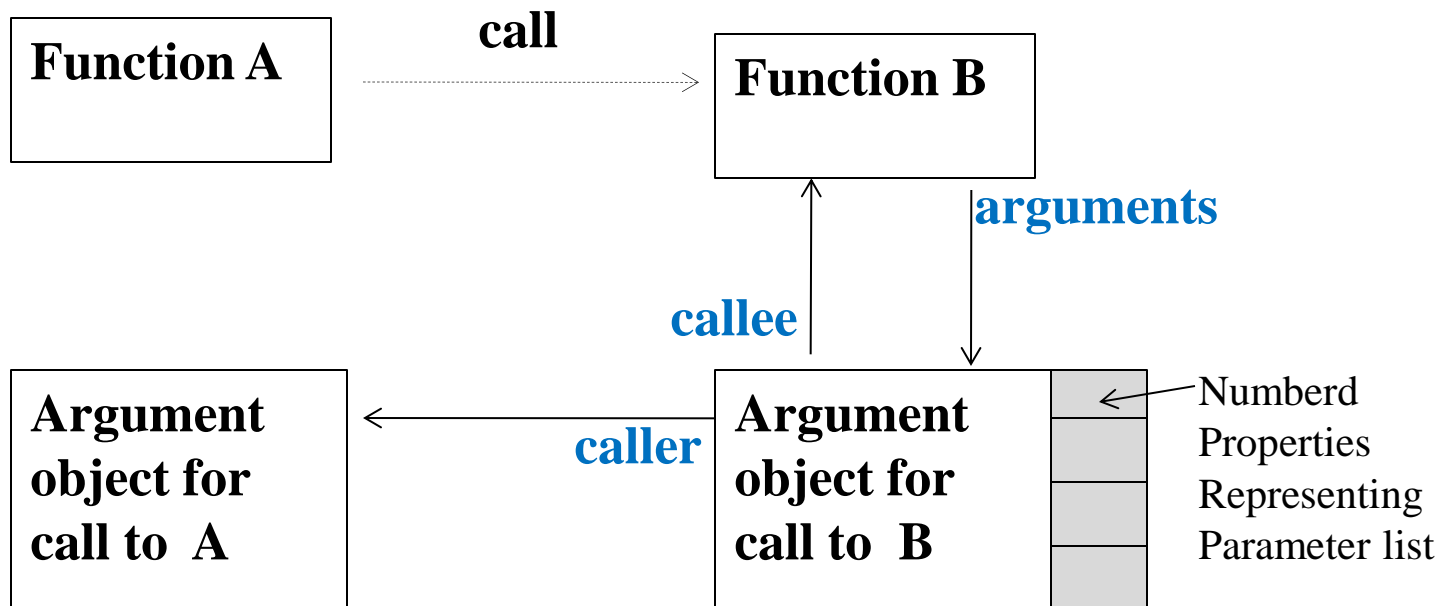 Function A
call
Function B
arguments
callee
caller
Argument
object for
call to A
Argument
object for
call to B
Numberd
Properties
Representing
Parameter list